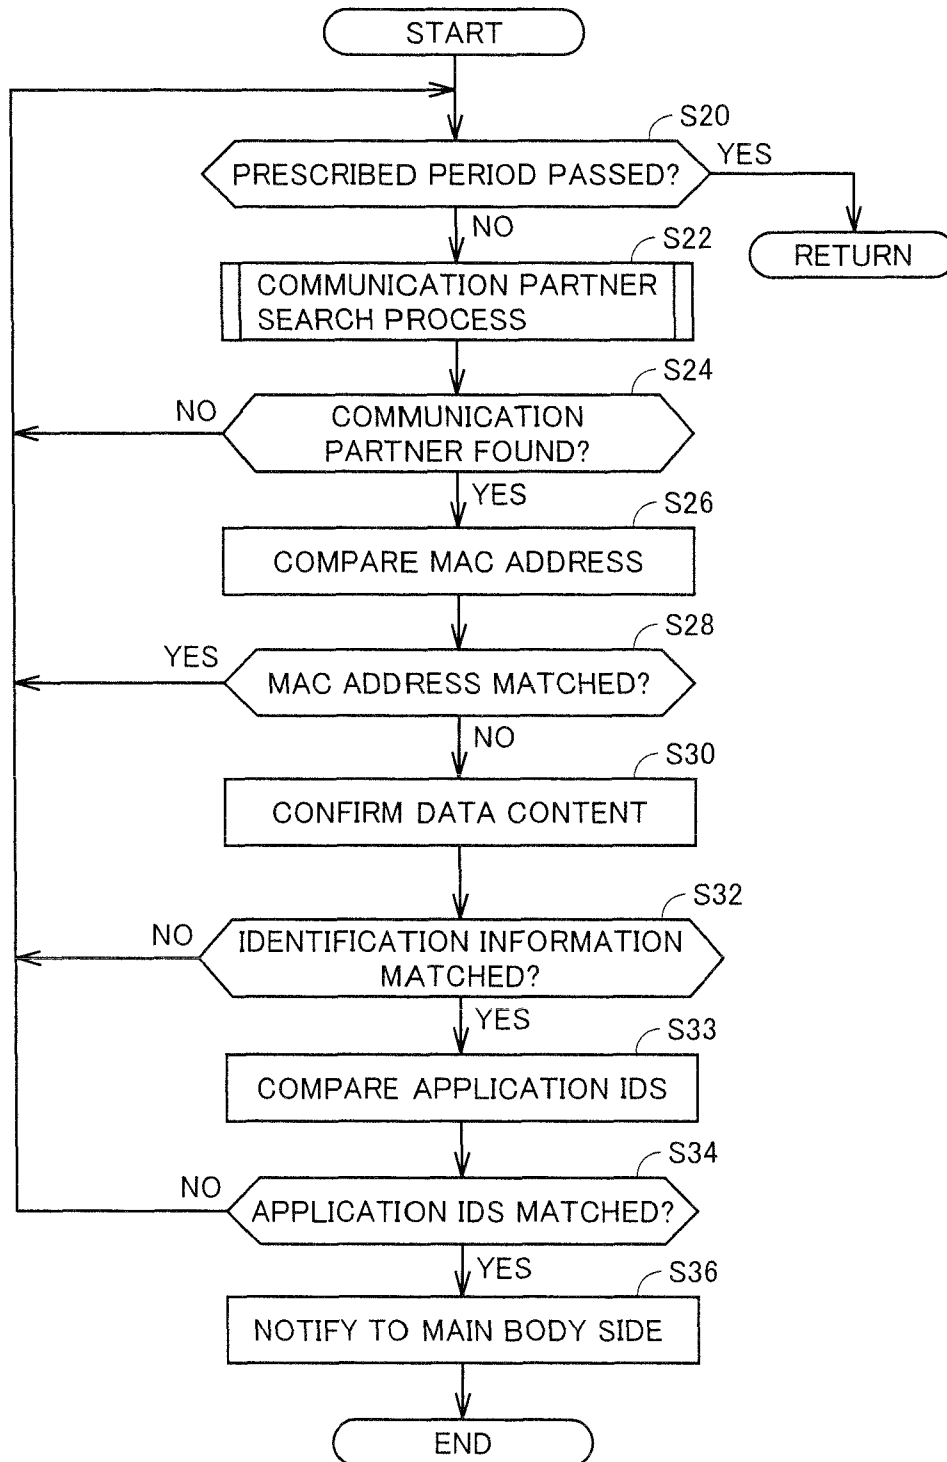 START
S20
PRESCRIBED PERIOD PASSED?
YES
RETURN
NO
S22
COMMUNICATION PARTNER
SEARCH PROCESS
S24
NO
COMMUNICATION
PARTNER FOUND?
YES
S26
COMPARE MAC ADDRESS
S28
YES
MAC ADDRESS MATCHED?
NO
S30
CONFIRM DATA CONTENT
S32
NO
IDENTIFICATION INFORMATION
MATCHED?
YES
S33
COMPARE APPLICATION IDS
S34
NO
APPLICATION IDS MATCHED?
YES
S36
NOTIFY TO MAIN BODY SIDE
END